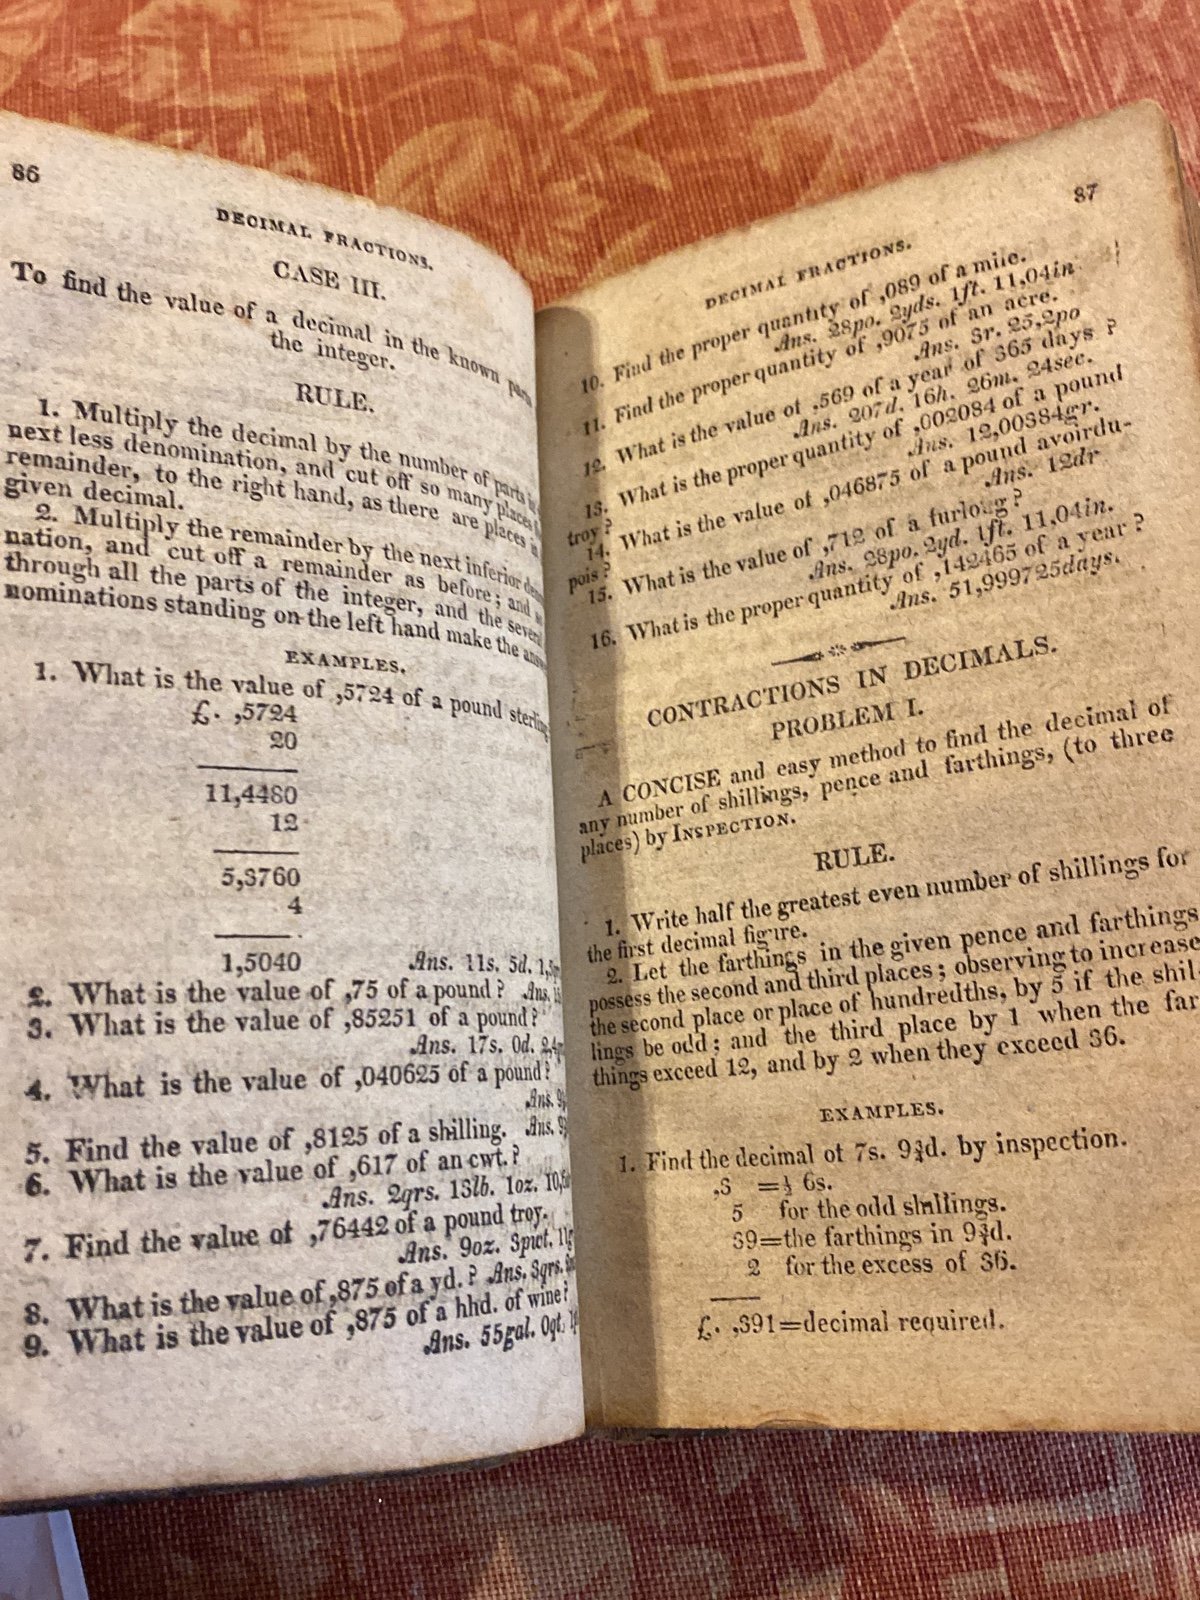 86
DECIMAL FRACTIONS.
CASE III.
To find the value of a decimal in the known parts
the integer.
RULE.
1. Multiply the decimal by the number of parts in
next less denomination, and cut off so many places
remainder, to the right hand, as there are places in
given decimal.
2. Multiply the remainder by the next inferior
nation, and cut off a remainder as before; and so
through all the parts of the integer, and the several
nominations standing on the left hand make the
EXAMPLES.
1. What is the value of ,5724 of a pound sterling
£. ,5724
20
11,4480
12
5,3760
4
1,5040 Ans. 11s. 5d.
2. What is the value of ,75 of a pound? Ans.
3. What is the value of ,85251 of a pound?
Ans. 17s. 0d.
4. What is the value of ,040625 of a pound?
Ans.
5. Find the value of ,8125 of a shilling. Ans.
6. What is the value of ,617 of an cwt.?
Ans. 2qrs. 13lb. 1oz.
7. Find the value of ,76442 of a pound troy.
Ans. 9oz. 3pwt.
8. What is the value of ,875 of a yd.? Ans. 3qrs.
9. What is the value of ,875 of a hhd. of wine?
Ans. 55gal. 0qt.
87
DECIMAL FRACTIONS.
10. Find the proper quantity of ,089 of a mile.
Ans. 28po. 2yds. 1ft. 11,04in
11. Find the proper quantity of ,9075 of an acre.
Ans. 3r. 25,2po
12. What is the value of ,569 of a year of 365 days?
Ans. 207d. 16h. 26m. 24sec.
13. What is the proper quantity of ,002084 of a pound
troy? Ans. 12,00384gr.
14. What is the value of ,046875 of a pound avoirdu-
pois? Ans. 12dr
15. What is the value of ,712 of a furlong?
Ans. 28po. 2yd. 1ft. 11,04in.
16. What is the proper quantity of ,142465 of a year?
Ans. 51,999725days.
CONTRACTIONS IN DECIMALS.
PROBLEM I.
A CONCISE and easy method to find the decimal of
any number of shillings, pence and farthings, (to three
places) by INSPECTION.
RULE.
1. Write half the greatest even number of shillings for
the first decimal figure.
2. Let the farthings in the given pence and farthings
possess the second and third places; observing to increase
the second place or place of hundredths, by 5 if the shil-
lings be odd; and the third place by 1 when the far
things exceed 12, and by 2 when they exceed 36.
EXAMPLES.
1. Find the decimal of 7s. 9¾d. by inspection.
,3 =½ 6s.
5 for the odd shillings.
39=the farthings in 9¾d.
2 for the excess of 36.
£. ,391=decimal required.